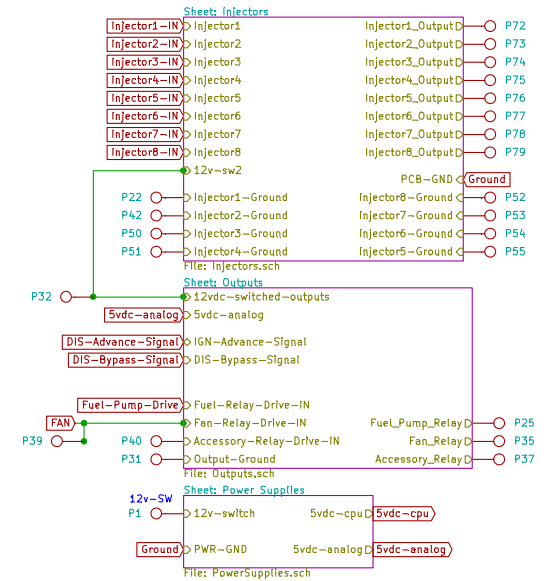 Sheet: Injectors
Injector1-IN Injector1 Injector1_Output P72
Injector2-IN Injector2 Injector2_Output P73
Injector3-IN Injector3 Injector3_Output P74
Injector4-IN Injector4 Injector4_Output P75
Injector5-IN Injector5 Injector5_Output P76
Injector6-IN Injector6 Injector6_Output P77
Injector7-IN Injector7 Injector7_Output P78
Injector8-IN Injector8 Injector8_Output P79
12v-sw2
PCB-GND Ground
P22 Injector1-Ground Injector8-Ground P52
P42 Injector2-Ground Injector7-Ground P53
P50 Injector3-Ground Injector6-Ground P54
P51 Injector4-Ground Injector5-Ground P55
File: Injectors.sch
Sheet: Outputs
P32 12vdc-switched-outputs
5vdc-analog 5vdc-analog
DIS-Advance-Signal IGN-Advance-Signal
DIS-Bypass-Signal DIS-Bypass-Signal
Fuel-Pump-Drive Fuel-Relay-Drive-IN
FAN Fan-Relay-Drive-IN Fuel_Pump_Relay P25
P39 P40 Accessory-Relay-Drive-IN Fan_Relay P35
P31 Output-Ground Accessory_Relay P37
File: Outputs.sch
Sheet: Power Supplies
12v-SW
P1 12v-switch 5vdc-cpu 5vdc-cpu
Ground PWR-GND 5vdc-analog 5vdc-analog
File: PowerSupplies.sch